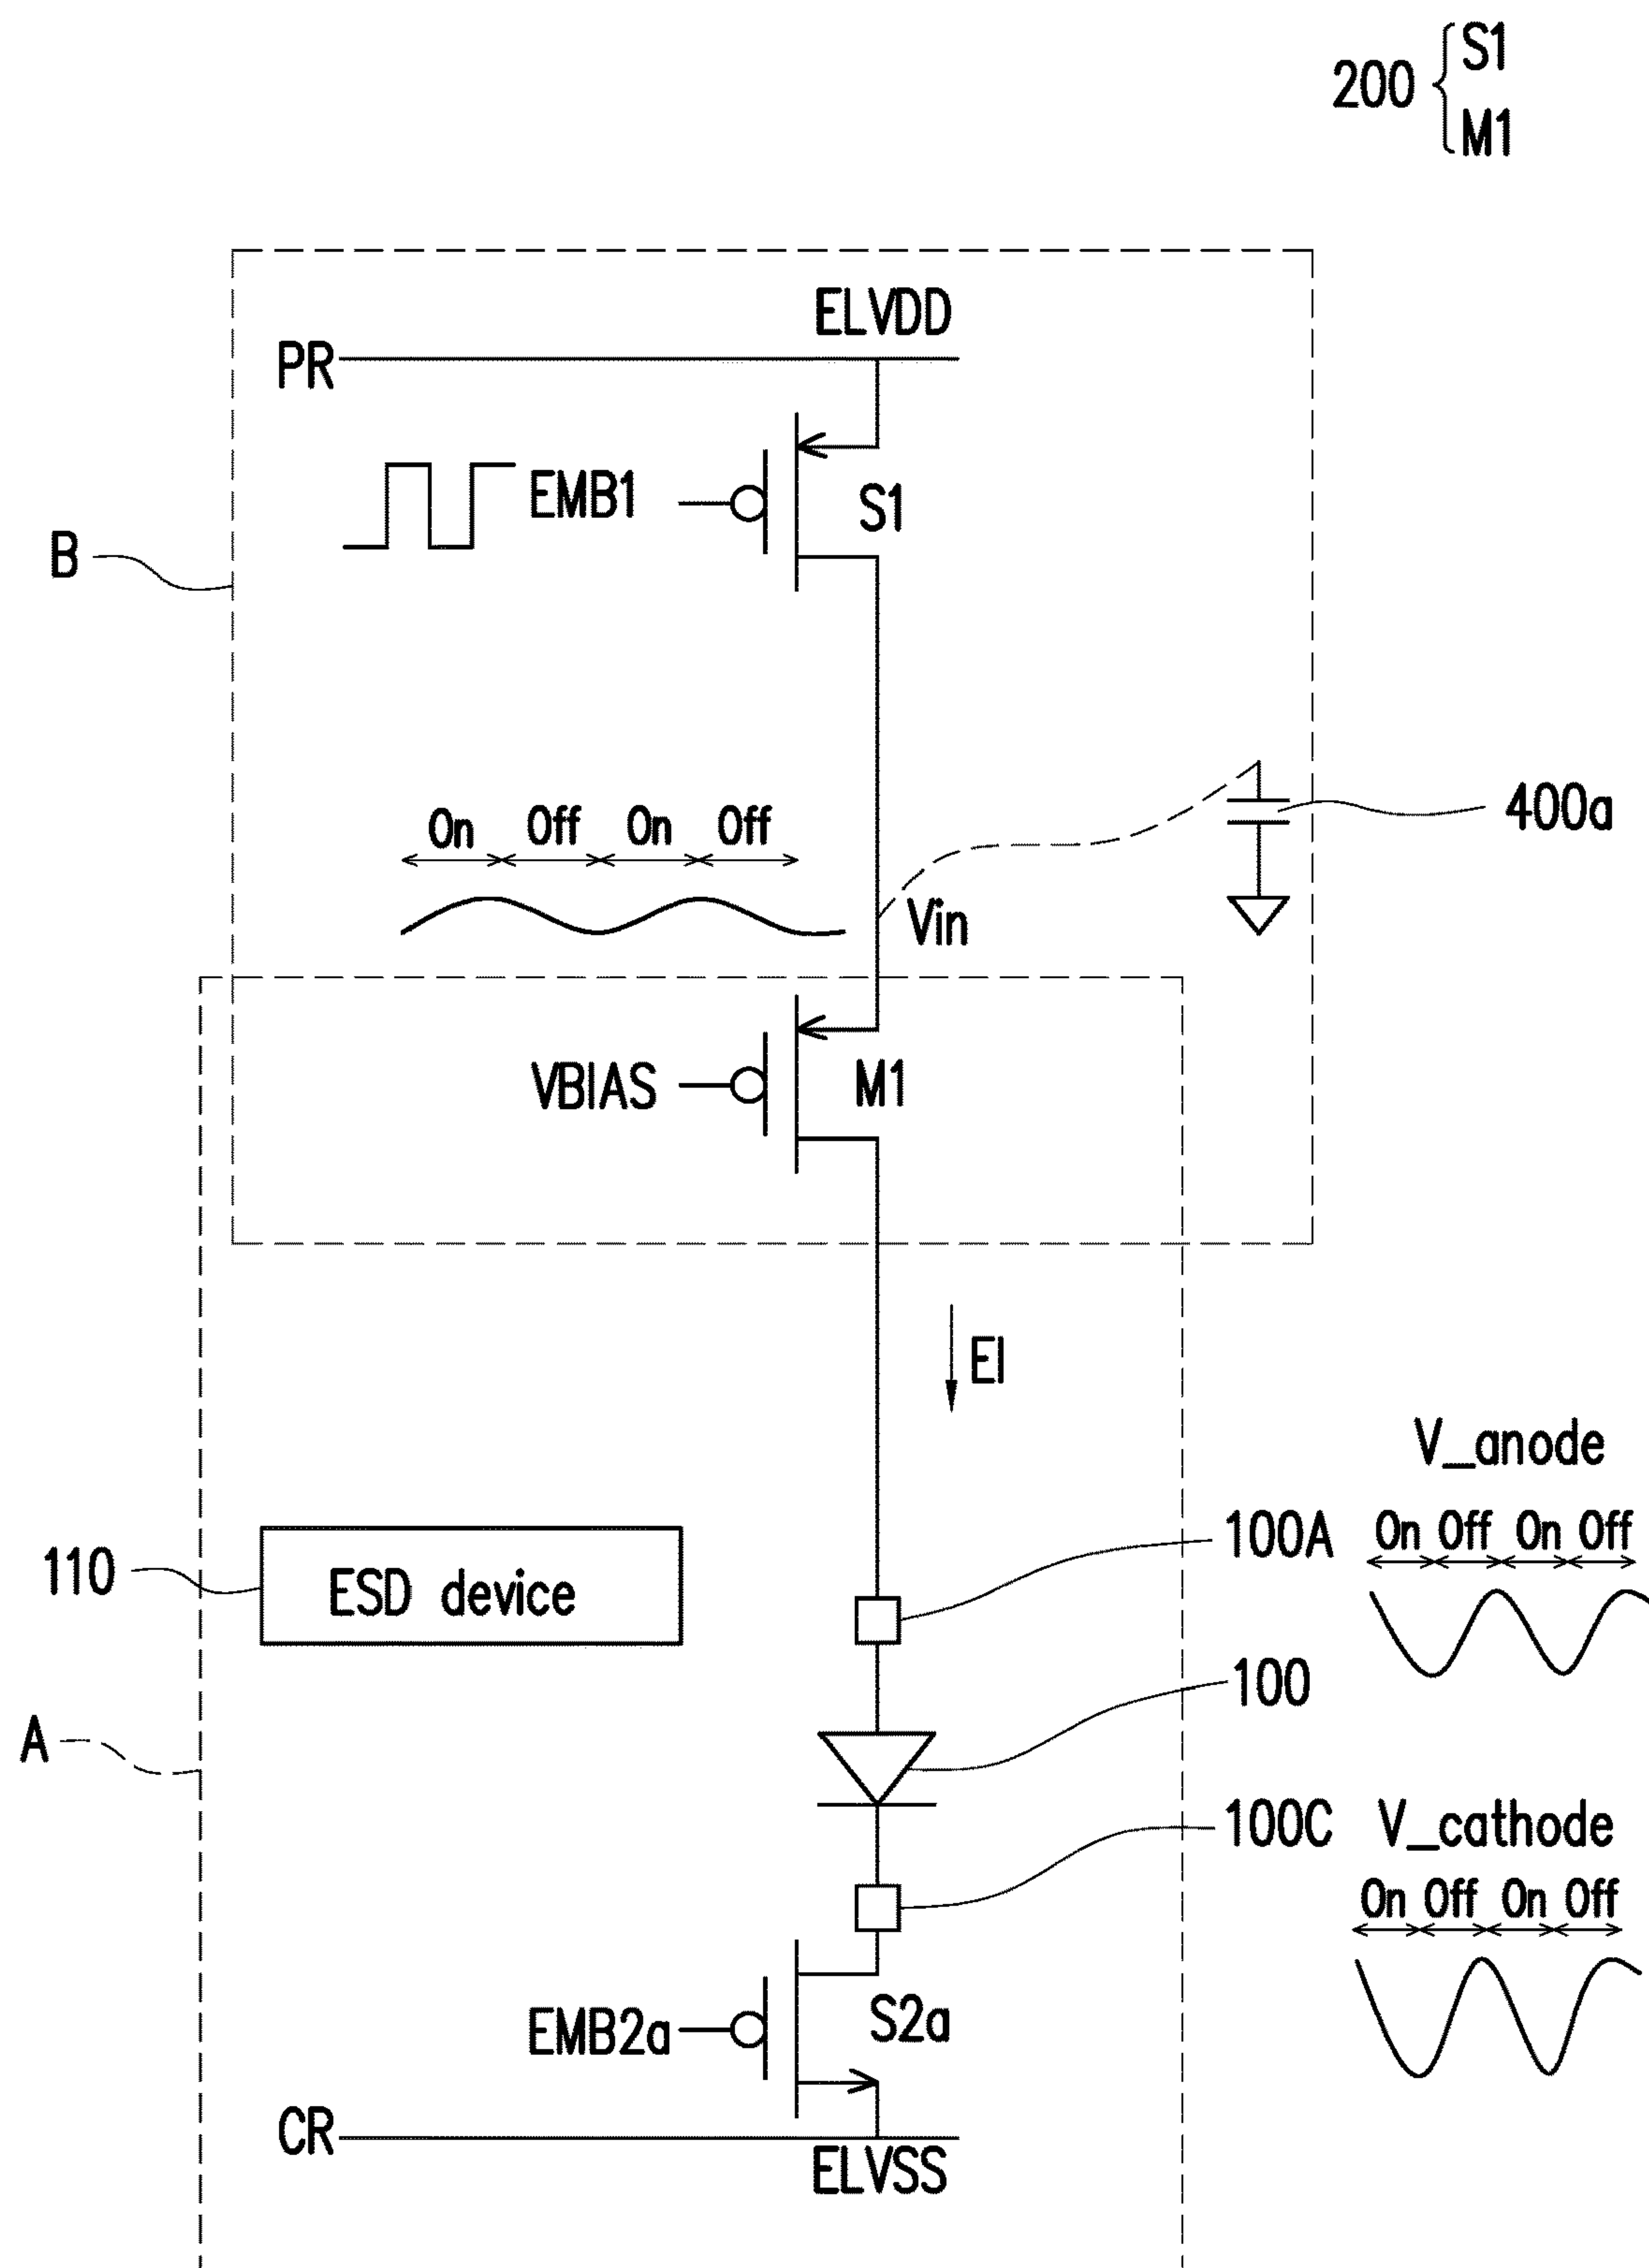 200
S1
M1
ELVDD
PR
EMB1
S1
B
On Off On Off
400a
Vin
VBIAS
M1
EI
V_anode
On Off On Off
100A
110
ESD device
100
A
100C
V_cathode
On Off On Off
EMB2a
S2a
CR
ELVSS